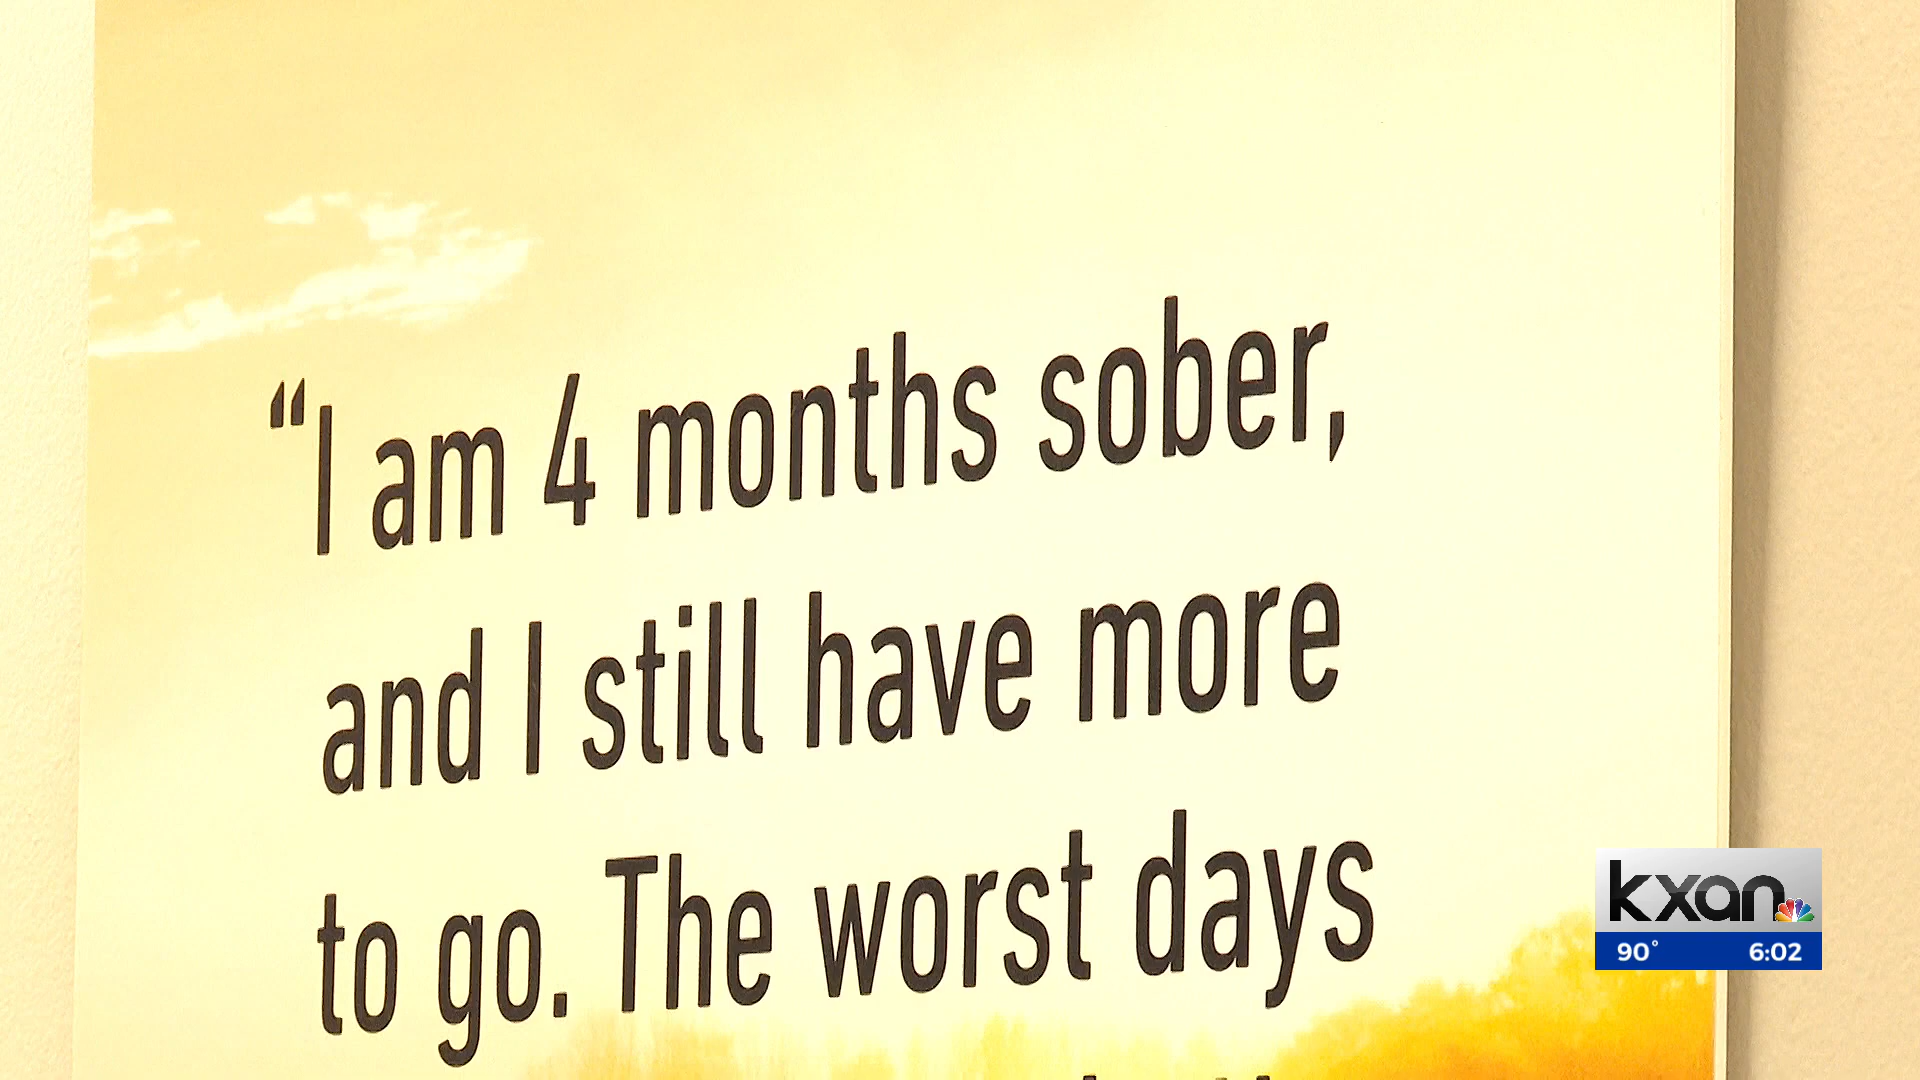 “I am 4 months sober,
and I still have more
to go. The worst days
kxan
90° 6:02